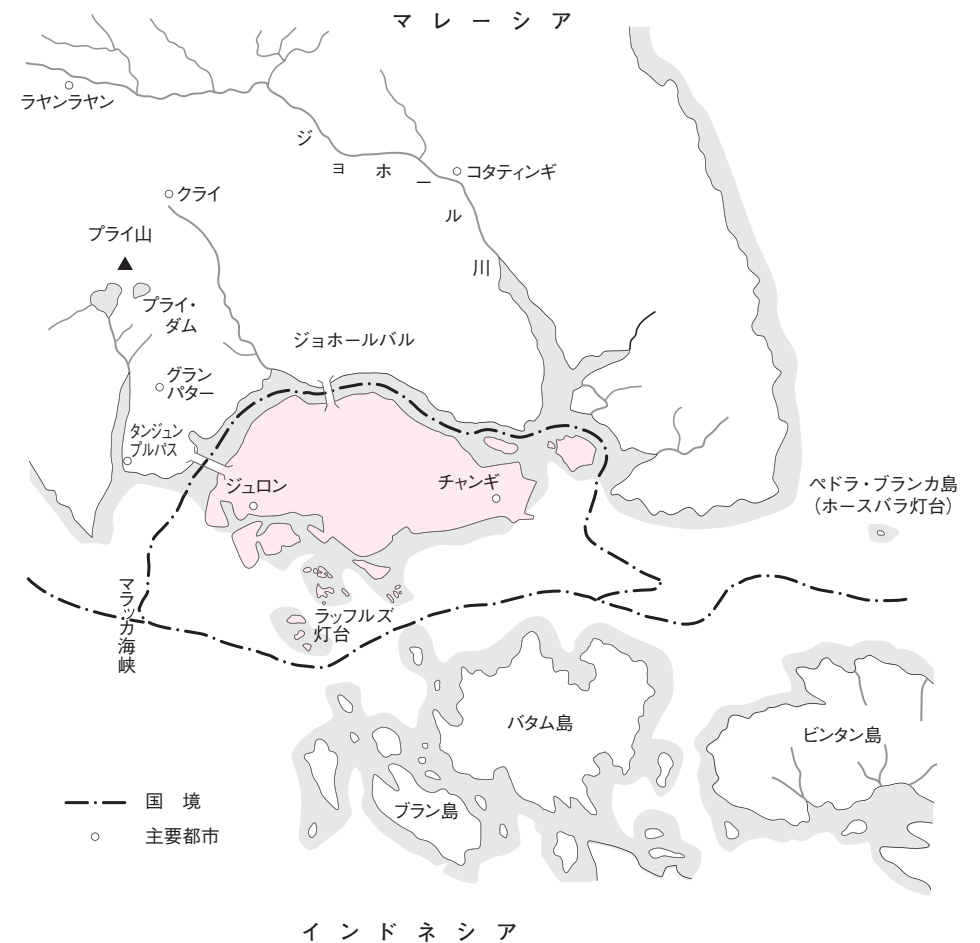 マレーシア
ラヤンラヤン
ジョホール川
コタティンギ
クライ
プライ山
プライ・
ダム
ジョホールバル
グラン
パター
タンジュン
プルパス
ジュロン
チャンギ
ペドラ・ブランカ島
（ホースバラ灯台）
マラッカ海峡
ラッフルズ
灯台
バタム島
ビンタン島
ブラン島
国 境
主要都市
インドネシア